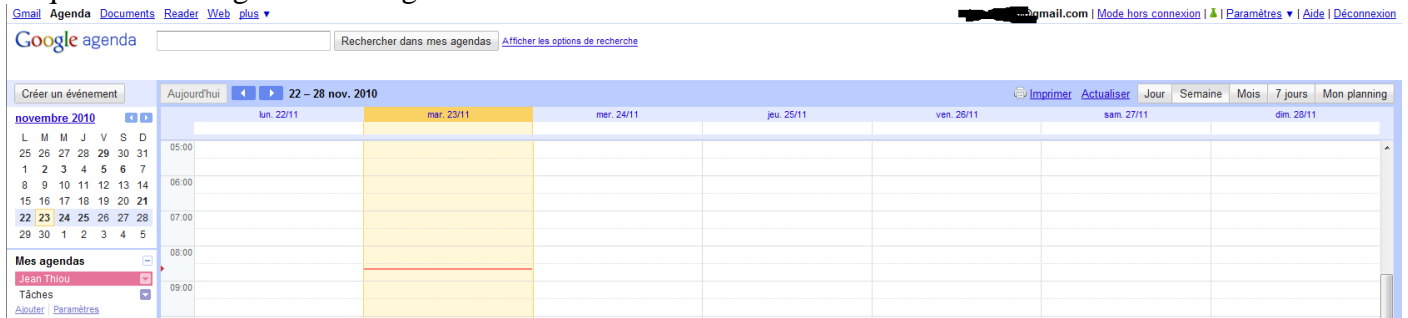 Gmail Agenda Documents Reader Web plus ▼
@gmail.com | Mode hors connexion | | Paramètres ▼ | Aide | Déconnexion
Google agenda
Rechercher dans mes agendas Afficher les options de recherche
Créer un événement
Aujourd'hui 22 – 28 nov. 2010
Imprimer Actualiser Jour Semaine Mois 7 jours Mon planning
novembre 2010
L M M J V S D
25 26 27 28 29 30 31
1 2 3 4 5 6 7
8 9 10 11 12 13 14
15 16 17 18 19 20 21
22 23 24 25 26 27 28
29 30 1 2 3 4 5
Mes agendas
Jean Thiou
Tâches
Ajouter | Paramètres
lun. 22/11 mar. 23/11 mer. 24/11 jeu. 25/11 ven. 26/11 sam. 27/11 dim. 28/11
05:00
06:00
07:00
08:00
09:00